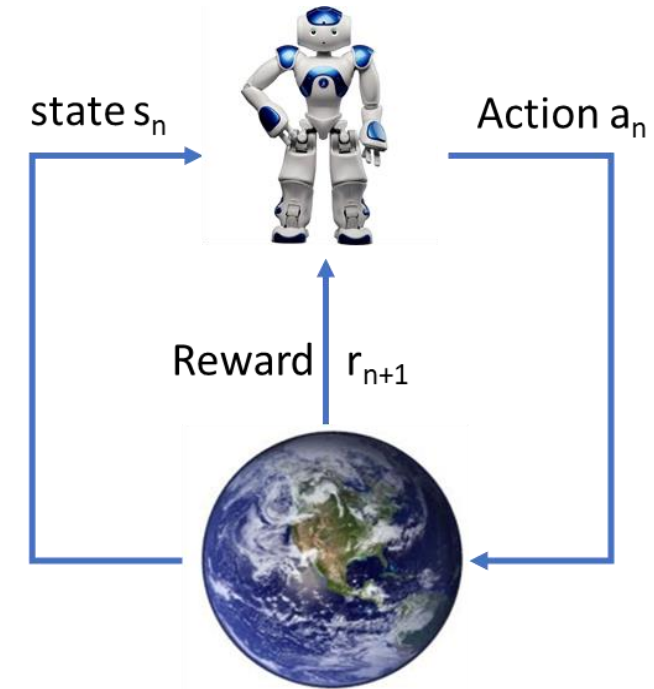 state sₙ
Action aₙ
Reward rₙ₊₁